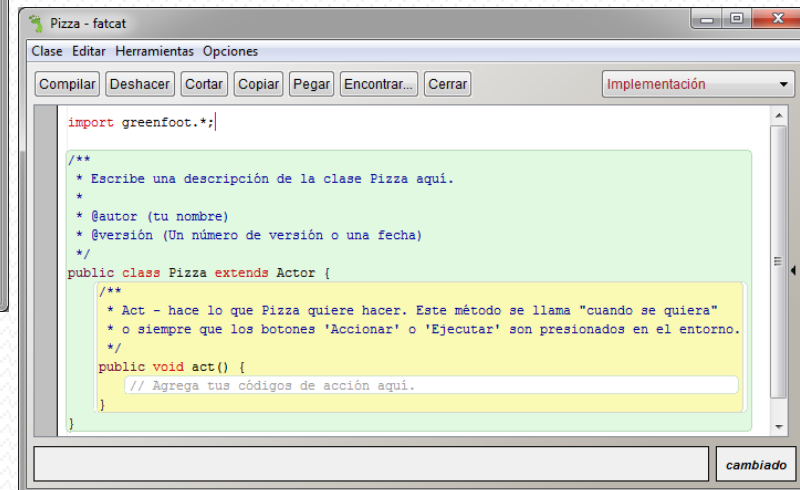 Pizza - fatcat
Clase Editar Herramientas Opciones
Compilar Deshacer Cortar Copiar Pegar Encontrar... Cerrar Implementación
import greenfoot.*;
/**
* Escribe una descripción de la clase Pizza aquí.
*
* @autor (tu nombre)
* @versión (Un número de versión o una fecha)
*/
public class Pizza extends Actor {
/**
* Act - hace lo que Pizza quiere hacer. Este método se llama "cuando se quiera"
* o siempre que los botones 'Accionar' o 'Ejecutar' son presionados en el entorno.
*/
public void act() {
// Agrega tus códigos de acción aquí.
}
}
cambiado